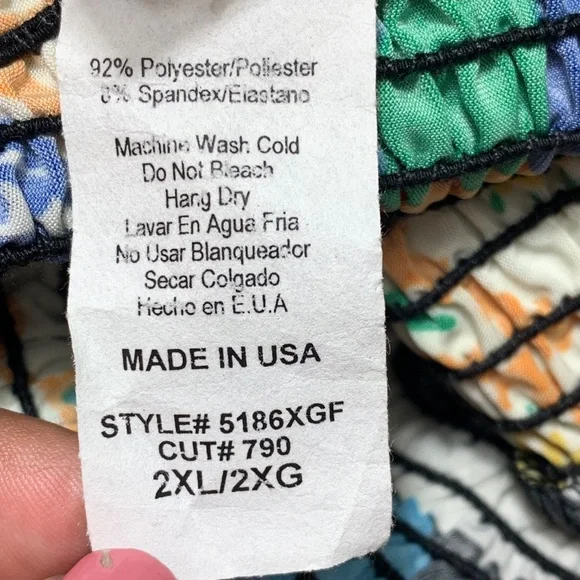 92% Polyester/Poliester
8% Spandex/Elastano
Machine Wash Cold
Do Not Bleach
Hang Dry
Lavar En Agua Fria
No Usar Blanqueador
Secar Colgado
Hecho en E.U.A
MADE IN USA
STYLE# 5186XGF
CUT# 790
2XL/2XG